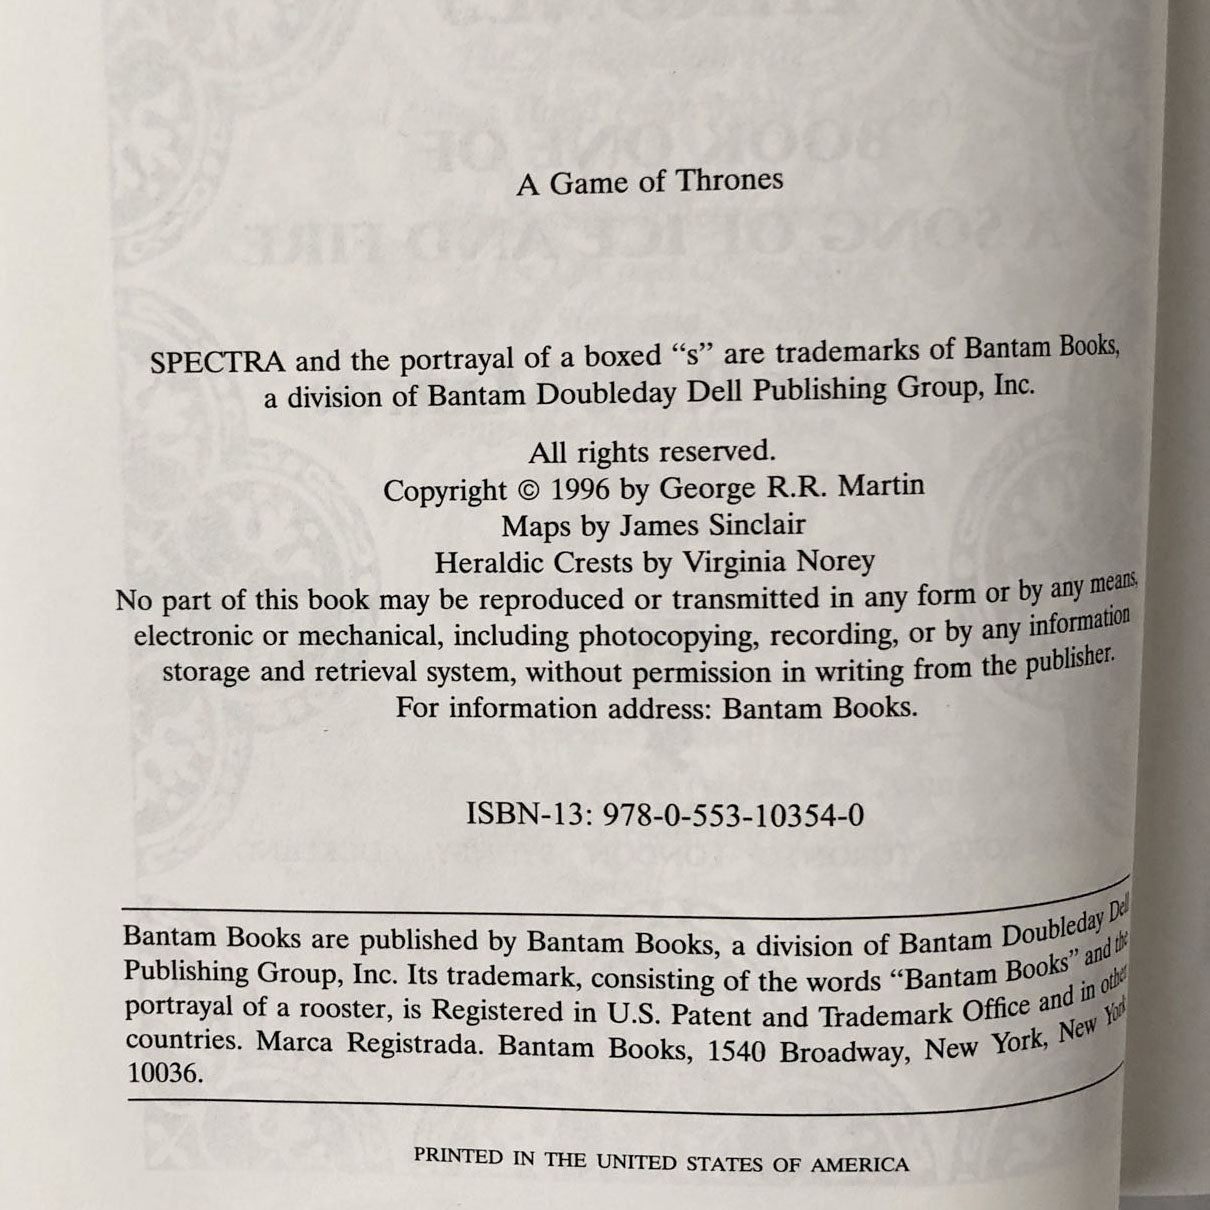 A Game of Thrones
SPECTRA and the portrayal of a boxed “s” are trademarks of Bantam Books,
a division of Bantam Doubleday Dell Publishing Group, Inc.
All rights reserved.
Copyright © 1996 by George R.R. Martin
Maps by James Sinclair
Heraldic Crests by Virginia Norey
No part of this book may be reproduced or transmitted in any form or by any means,
electronic or mechanical, including photocopying, recording, or by any information
storage and retrieval system, without permission in writing from the publisher.
For information address: Bantam Books.
ISBN-13: 978-0-553-10354-0
Bantam Books are published by Bantam Books, a division of Bantam Doubleday Dell
Publishing Group, Inc. Its trademark, consisting of the words “Bantam Books” and the
portrayal of a rooster, is Registered in U.S. Patent and Trademark Office and in other
countries. Marca Registrada. Bantam Books, 1540 Broadway, New York, New York
10036.
PRINTED IN THE UNITED STATES OF AMERICA